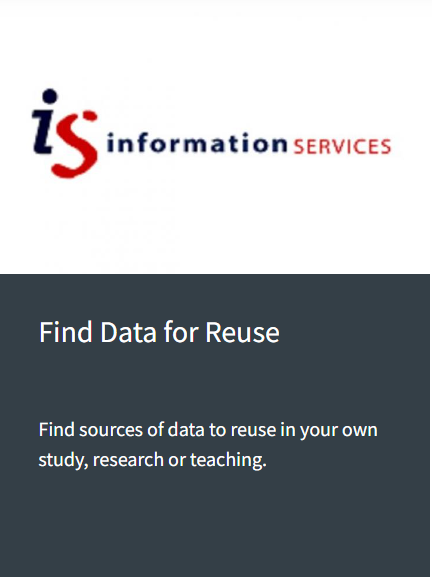 is information SERVICES
Find Data for Reuse
Find sources of data to reuse in your own
study, research or teaching.